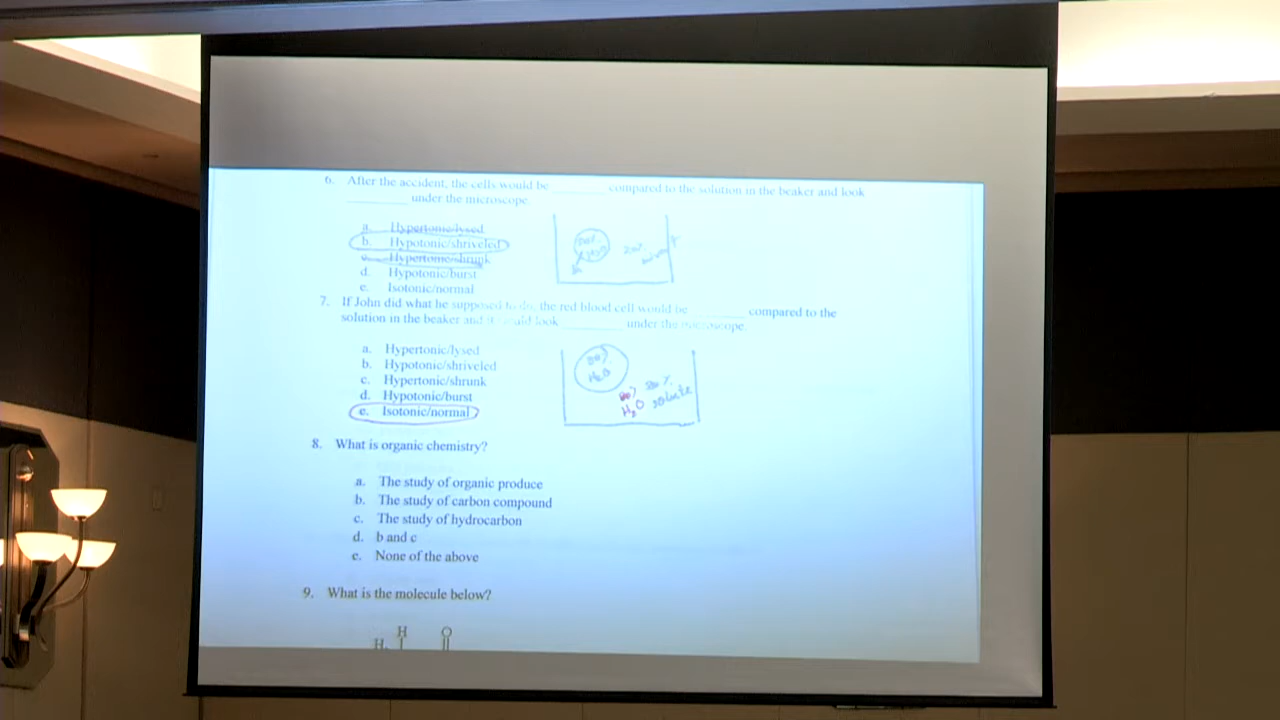 6. After the accident, the cells would be ________ compared to the solution in the beaker and look
________ under the microscope.
a. Hypertonic/lysed
b. Hypotonic/shriveled
c. Hypertonic/shrunk
d. Hypotonic/burst
e. Isotonic/normal
H2O
7. If John did what he supposed to do, the red blood cell would be ________ compared to the
solution in the beaker and it would look ________ under the microscope.
a. Hypertonic/lysed
b. Hypotonic/shriveled
c. Hypertonic/shrunk
d. Hypotonic/burst
e. Isotonic/normal
80%
H2O
80%
H2O
20%
solute
8. What is organic chemistry?
a. The study of organic produce
b. The study of carbon compound
c. The study of hydrocarbon
d. b and c
e. None of the above
9. What is the molecule below?
H O
H